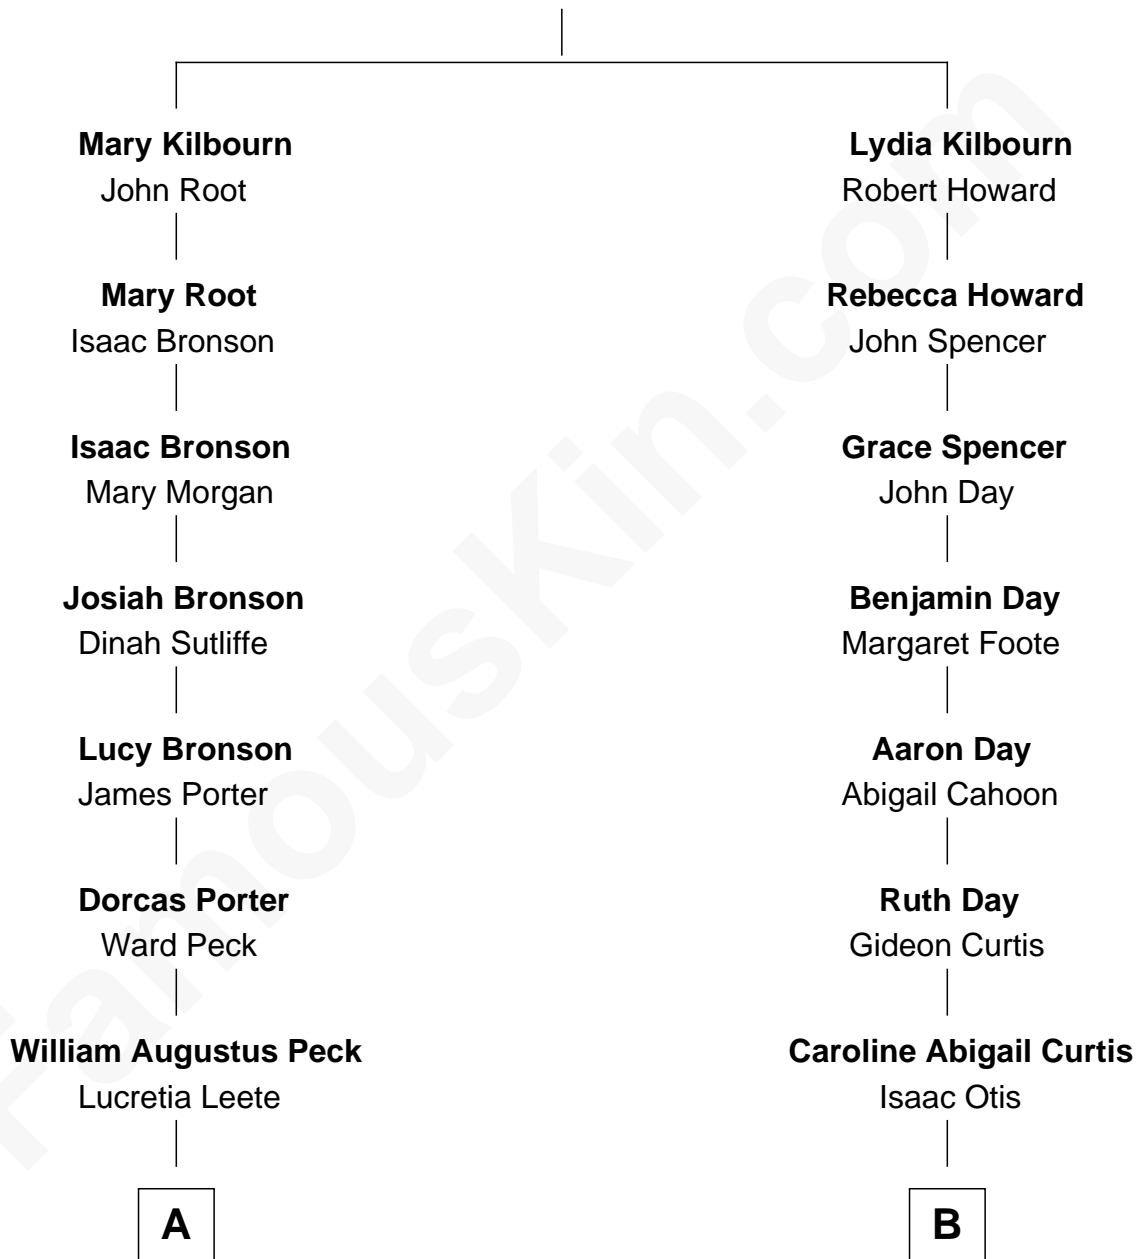 Mary Kilbourn
John Root
Mary Root
Isaac Bronson
Isaac Bronson
Mary Morgan
Josiah Bronson
Dinah Sutliffe
Lucy Bronson
James Porter
Dorcas Porter
Ward Peck
William Augustus Peck
Lucretia Leete
A
Lydia Kilbourn
Robert Howard
Rebecca Howard
John Spencer
Grace Spencer
John Day
Benjamin Day
Margaret Foote
Aaron Day
Abigail Cahoon
Ruth Day
Gideon Curtis
Caroline Abigail Curtis
Isaac Otis
B
FamousKin.com